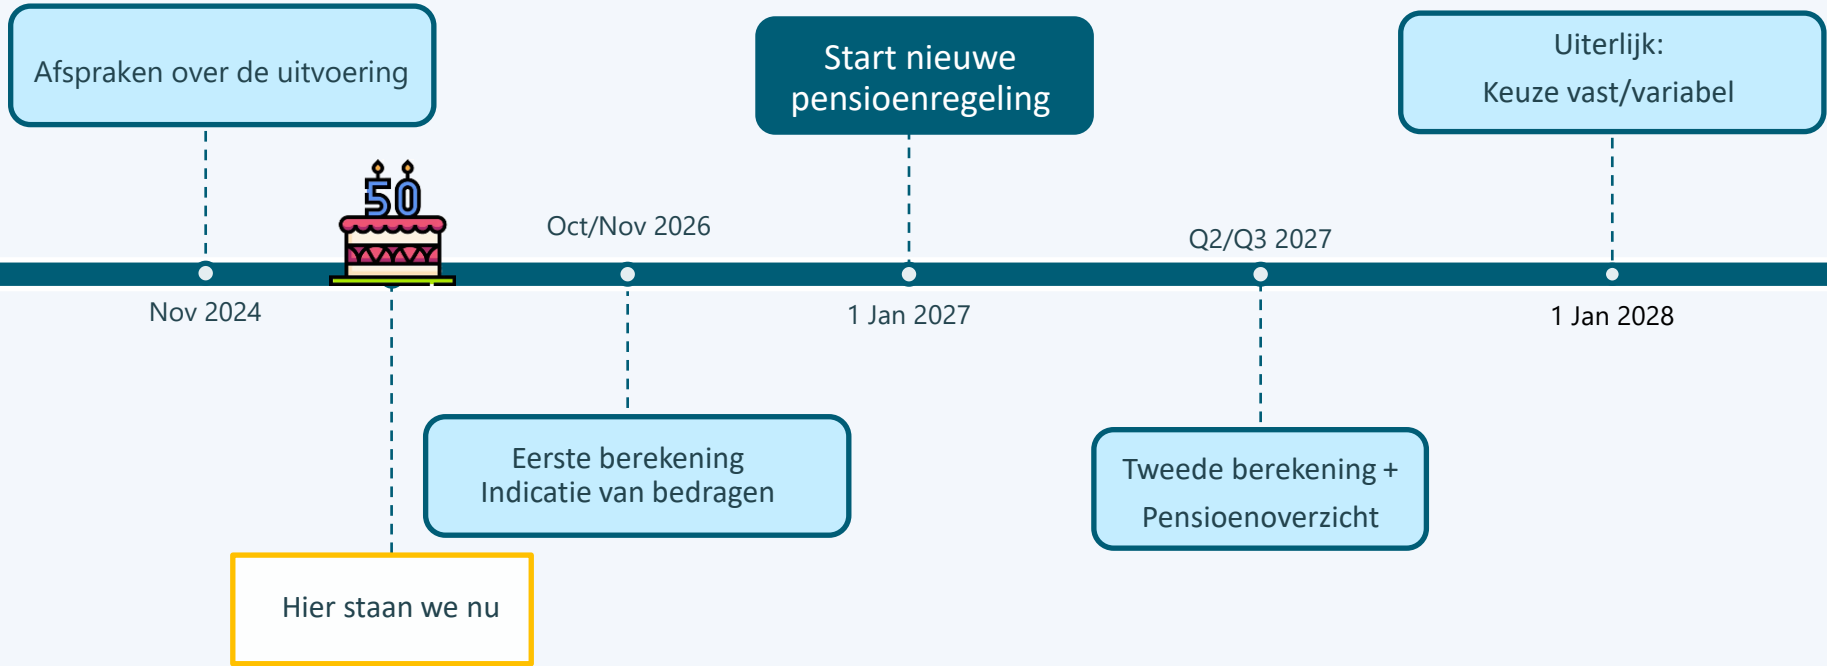 Afspraken over de uitvoering
Start nieuwe
pensioenregeling
Uiterlijk:
Keuze vast/variabel
50
Oct/Nov 2026
Q2/Q3 2027
Nov 2024
1 Jan 2027
1 Jan 2028
Eerste berekening
Indicatie van bedragen
Tweede berekening +
Pensioenoverzicht
Hier staan we nu